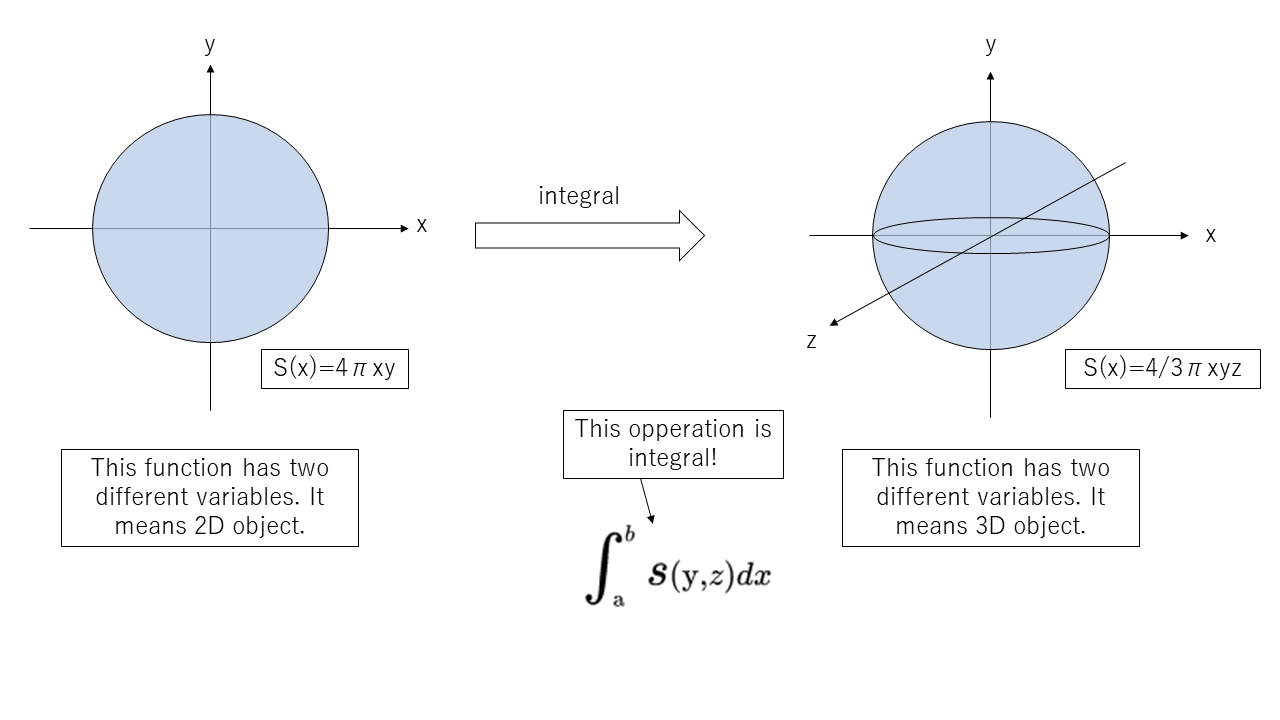 y
x
S(x)=4π xy
This function has two
different variables. It
means 2D object.
integral
This opperation is
integral!
∫_a^b S(y,z)dx
y
x
z
S(x)=4/3π xyz
This function has two
different variables. It
means 3D object.